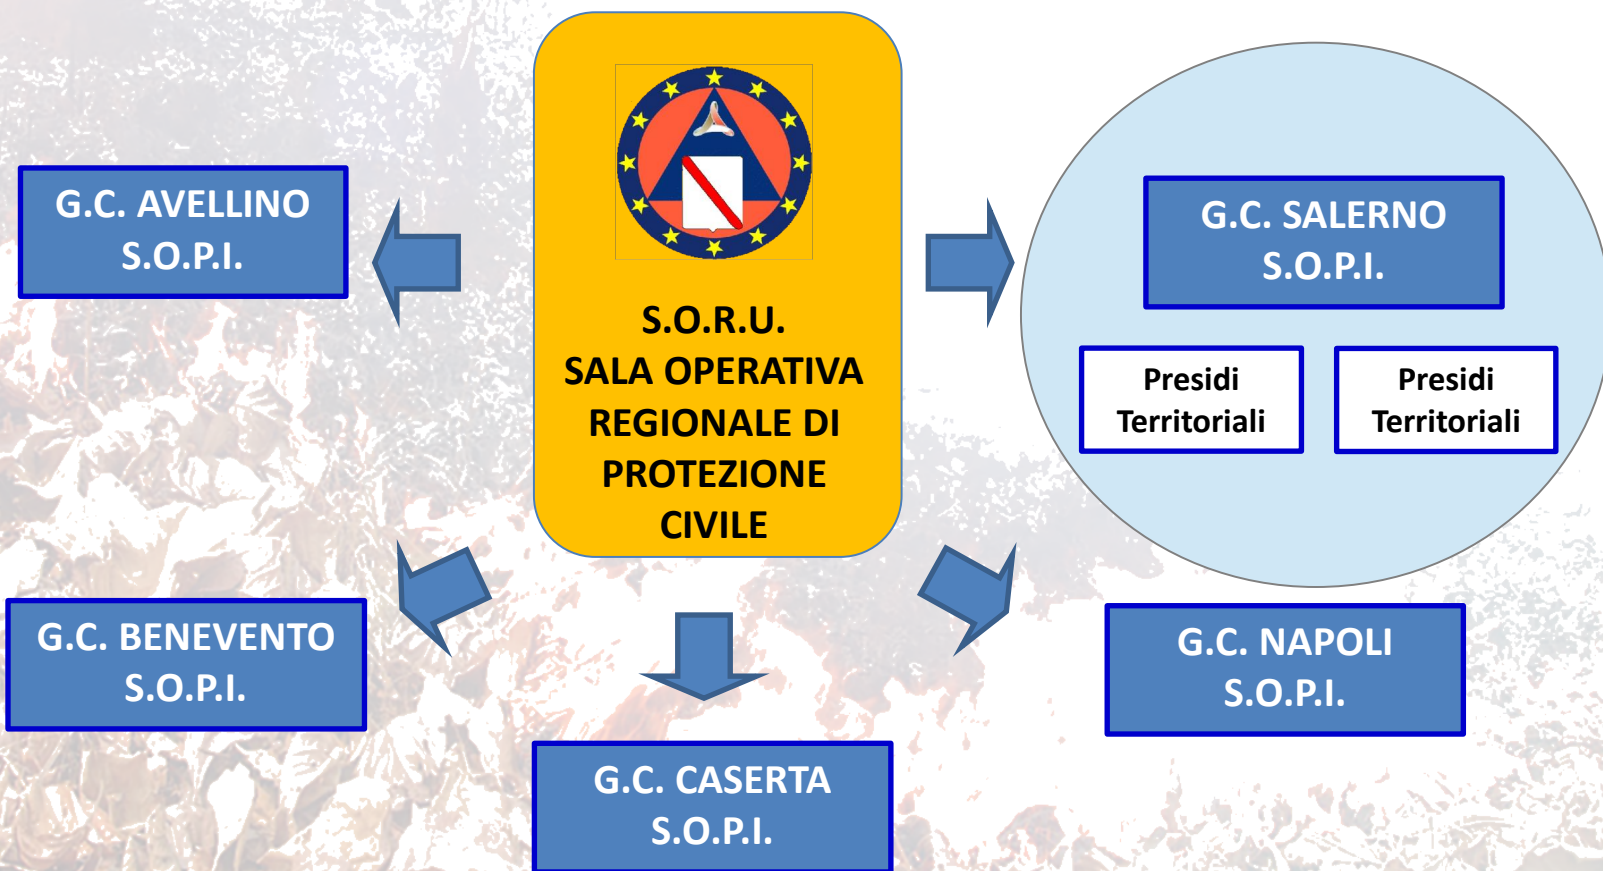 G.C. AVELLINO
S.O.P.I.
S.O.R.U.
SALA OPERATIVA
REGIONALE DI
PROTEZIONE
CIVILE
G.C. SALERNO
S.O.P.I.
Presidi
Territoriali
Presidi
Territoriali
G.C. BENEVENTO
S.O.P.I.
G.C. CASERTA
S.O.P.I.
G.C. NAPOLI
S.O.P.I.